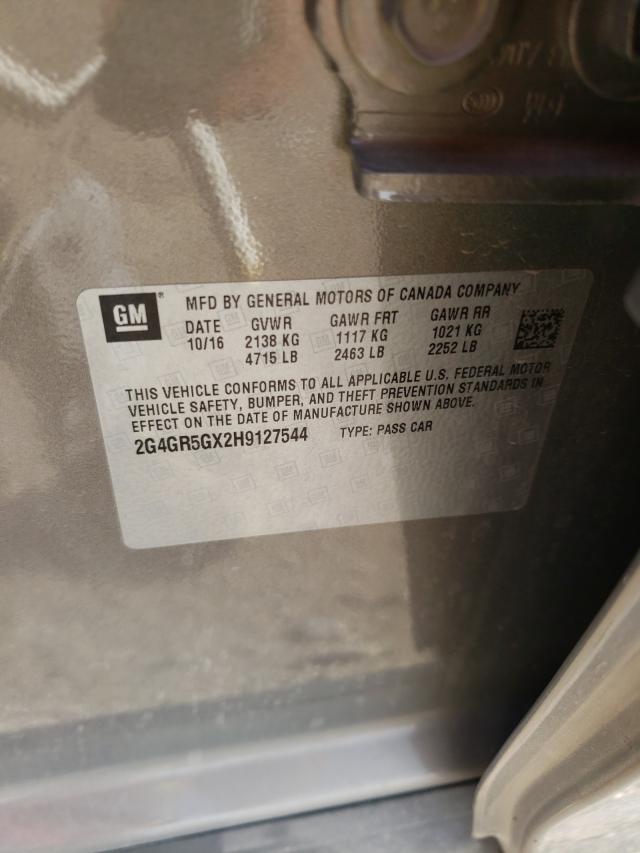 GM
MFD BY GENERAL MOTORS OF CANADA COMPANY
DATE GVWR GAWR FRT GAWR RR
10/16 2138 KG 1117 KG 1021 KG
4715 LB 2463 LB 2252 LB
THIS VEHICLE CONFORMS TO ALL APPLICABLE U.S. FEDERAL MOTOR
VEHICLE SAFETY, BUMPER, AND THEFT PREVENTION STANDARDS IN
EFFECT ON THE DATE OF MANUFACTURE SHOWN ABOVE.
2G4GR5GX2H9127544 TYPE: PASS CAR